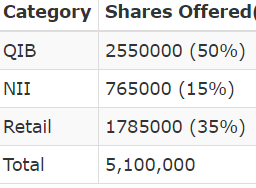 Category Shares Offered(
QIB 2550000 (50%)
NII 765000 (15%)
Retail 1785000 (35%)
Total 5,100,000